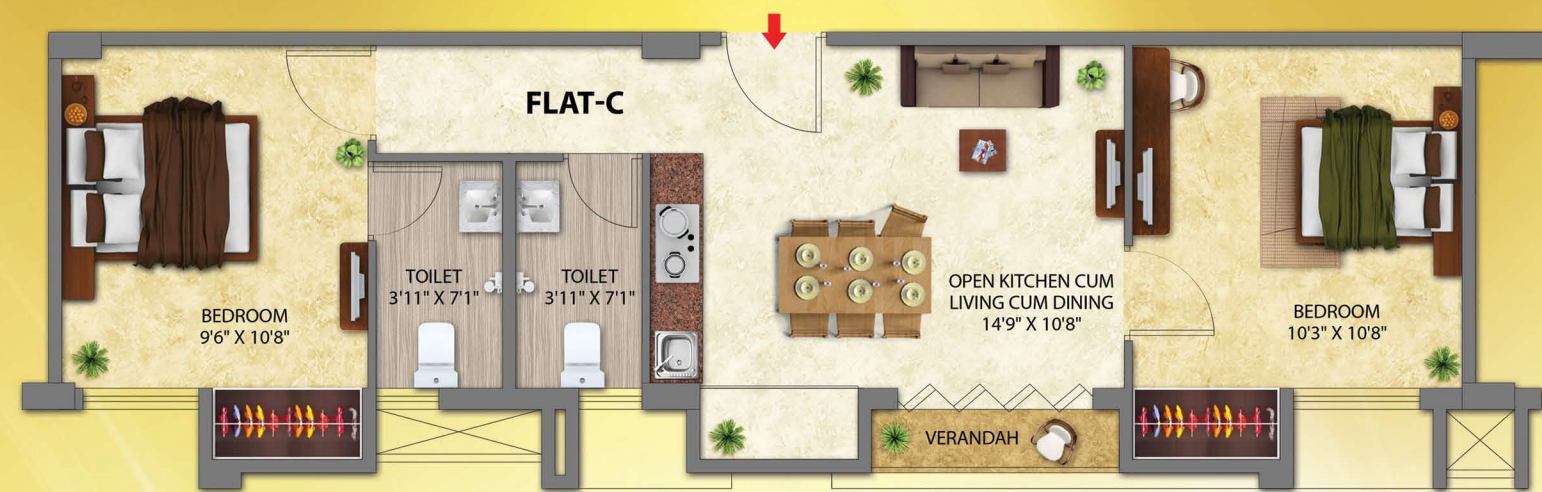 FLAT-C
BEDROOM
9'6" X 10'8"
TOILET
3'11" X 7'1"
TOILET
3'11" X 7'1"
OPEN KITCHEN CUM
LIVING CUM DINING
14'9" X 10'8"
BEDROOM
10'3" X 10'8"
VERANDAH